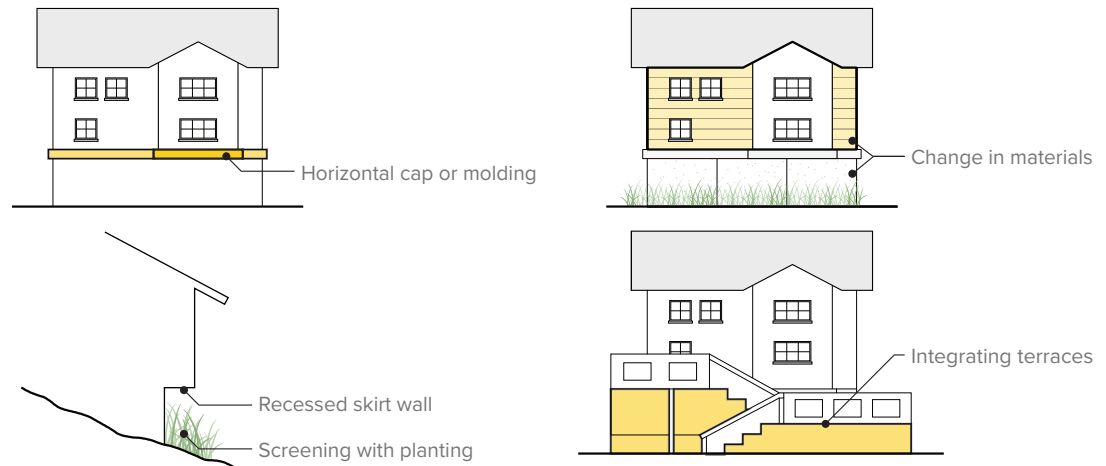 Horizontal cap or molding
Change in materials
Recessed skirt wall
Screening with planting
Integrating terraces